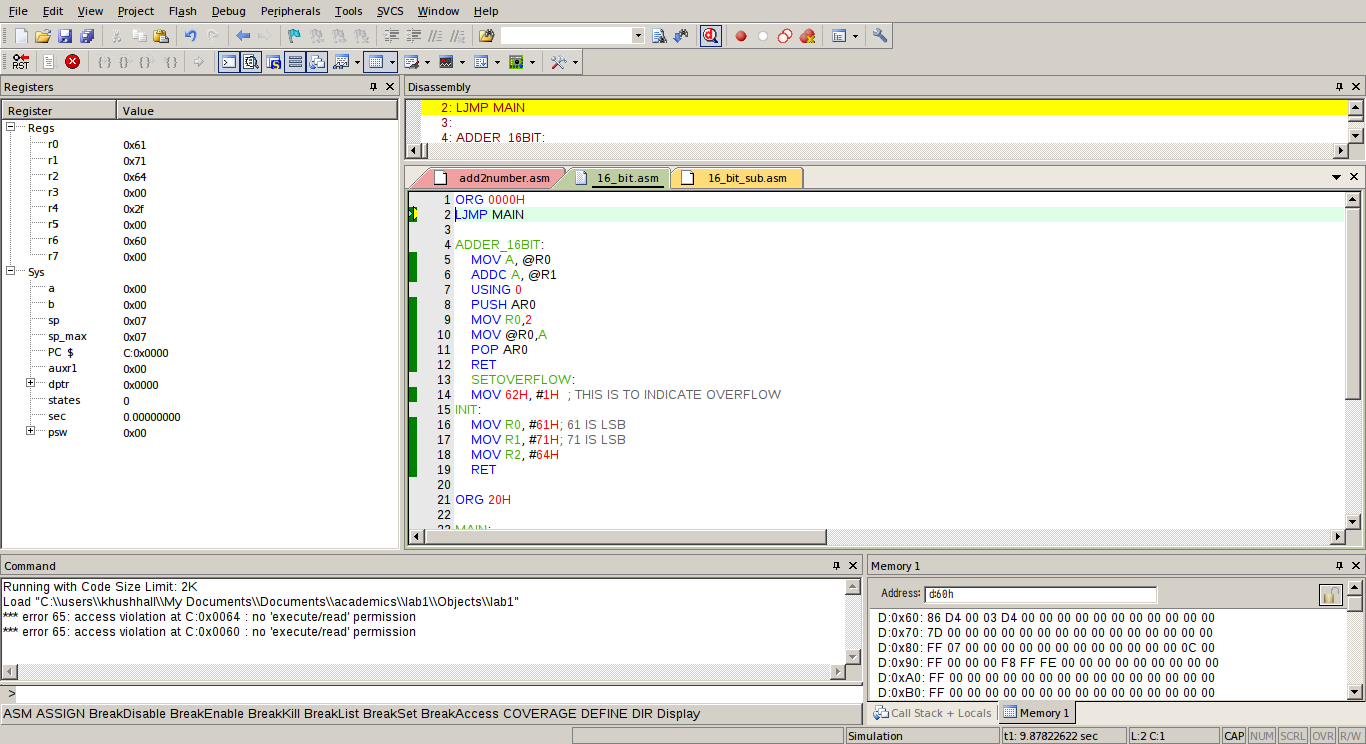 File Edit View Project Flash Debug Peripherals Tools SVCS Window Help
RST
Registers
Disassembly
Register Value
Regs
r0 0x61
r1 0x71
r2 0x64
r3 0x00
r4 0x2f
r5 0x00
r6 0x60
r7 0x00
Sys
a 0x00
b 0x00
sp 0x07
sp_max 0x07
PC $ C:0x0000
auxr1 0x00
dptr 0x0000
states 0
sec 0.00000000
psw 0x00
2: LJMP MAIN
3:
4: ADDER_16BIT:
add2number.asm 16_bit.asm 16_bit_sub.asm
1 ORG 0000H
2 LJMP MAIN
3
4 ADDER_16BIT:
5 MOV A, @R0
6 ADDC A, @R1
7 USING 0
8 PUSH AR0
9 MOV R0,2
10 MOV @R0,A
11 POP AR0
12 RET
13 SETOVERFLOW:
14 MOV 62H, #1H ; THIS IS TO INDICATE OVERFLOW
15 INIT:
16 MOV R0, #61H; 61 IS LSB
17 MOV R1, #71H; 71 IS LSB
18 MOV R2, #64H
19 RET
20
21 ORG 20H
22
23 MAIN:
Command
Running with Code Size Limit: 2K
Load "C:\\users\\khushhall\\My Documents\\Documents\\academics\\lab1\\Objects\\lab1"
*** error 65: access violation at C:0x0064 : no 'execute/read' permission
*** error 65: access violation at C:0x0060 : no 'execute/read' permission
>
ASM ASSIGN BreakDisable BreakEnable BreakKill BreakList BreakSet BreakAccess COVERAGE DEFINE DIR Display
Memory 1
Address: d:60h
D:0x60: 86 D4 00 03 D4 00 00 00 00 00 00 00 00 00 00 00
D:0x70: 7D 00 00 00 00 00 00 00 00 00 00 00 00 00 00 00
D:0x80: FF 07 00 00 00 00 00 00 00 00 00 00 00 00 0C 00
D:0x90: FF 00 00 00 F8 FF FE 00 00 00 00 00 00 00 00 00
D:0xA0: FF 00 00 00 00 00 00 00 00 00 00 00 00 00 00 00
D:0xB0: FF 00 00 00 00 00 00 00 00 00 00 00 00 00 00 00
Call Stack + Locals Memory 1
Simulation t1: 9.87822622 sec L:2 C:1 CAP NUM SCRL OVR R/W